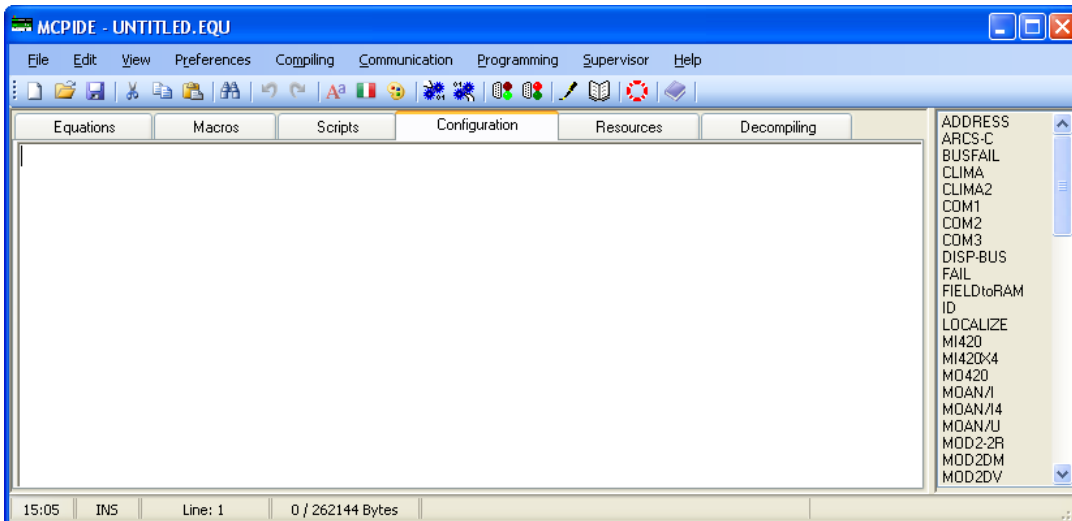 MCPIDE - UNTITLED.EQU
File Edit View Preferences Compiling Communication Programming Supervisor Help
Equations Macros Scripts Configuration Resources Decompiling
ADDRESS
ARCS-C
BUSFAIL
CLIMA
CLIMA2
COM1
COM2
COM3
DISP-BUS
FAIL
FIELDtoRAM
ID
LOCALIZE
MI420
MI420X4
MO420
MOAN/I
MOAN/I4
MOAN/U
MOD2-2R
MOD2DM
MOD2DV
15:05 INS Line: 1 0 / 262144 Bytes